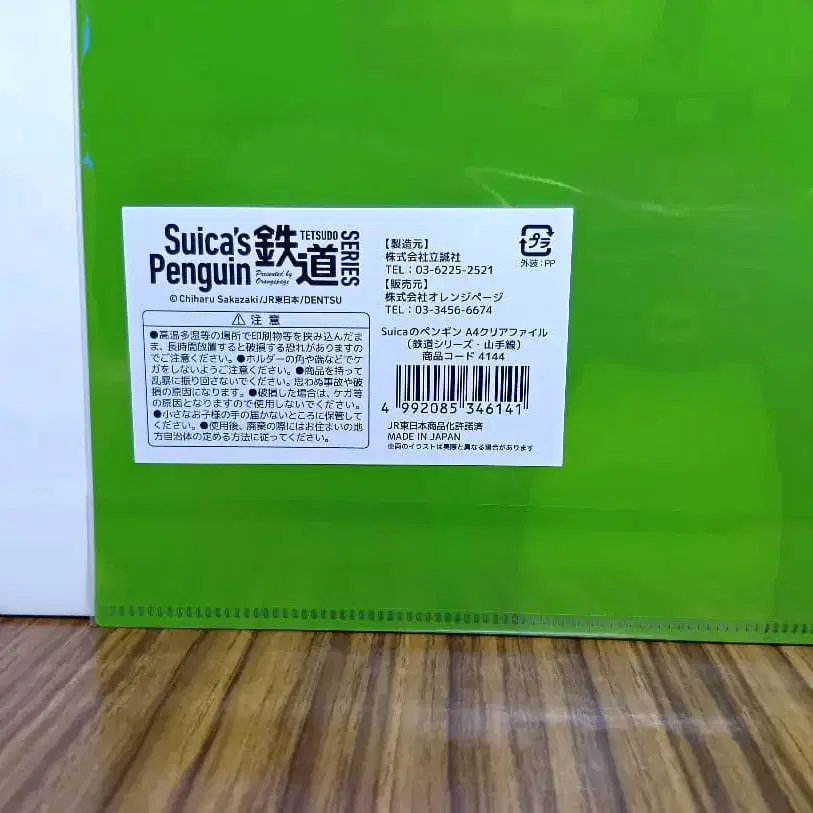 Suica's
Penguin
鉄道
TETSUDO
SERIES
Presented by
Orangepage
© Chiharu Sakazaki/JR東日本/DENTSU
⚠ 注 意
●高温多湿等の場所で印刷物等を挟み込んだま
ま、長時間放置すると破損する恐れがありますの
でご注意ください。●ホルダーの角や端などでケ
ガをしないようご注意ください。●商品を持って
乱暴に振り回さないでください。思わぬ事故や破
損の原因になります。●破損した場合は、ケガ等
の原因となりますので使用しないでください。
●小さなお子様の手の届かないところに保管して
ください。●使用後、廃棄の際にはお住まいの地
方自治体の定める方法に従ってください。
【製造元】
株式会社立誠社
TEL：03-6225-2521
【販売元】
株式会社オレンジページ
TEL：03-3456-6674
プラ
外装：PP
Suicaのペンギン A4クリアファイル
（鉄道シリーズ・山手線）
商品コード 4144
4 992085 346141
JR東日本商品化許諾済
MADE IN JAPAN
※車両のイラストは実際と異なる場合があります